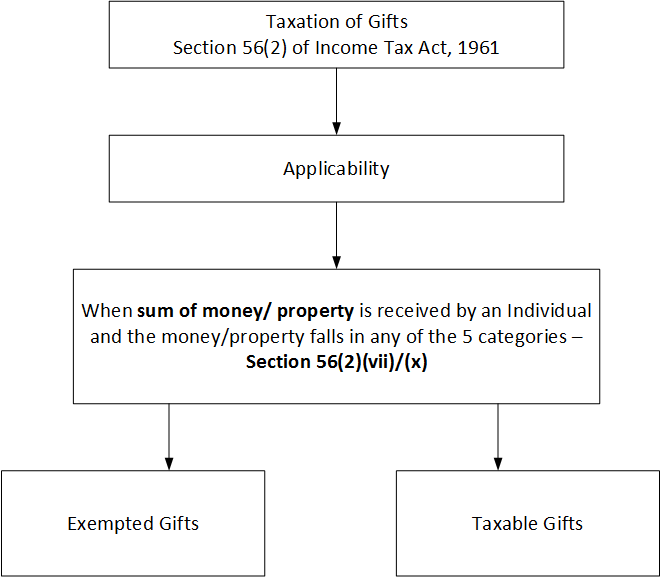 Taxation of Gifts
Section 56(2) of Income Tax Act, 1961
Applicability
When sum of money/ property is received by an Individual
and the money/property falls in any of the 5 categories –
Section 56(2)(vii)/(x)
Exempted Gifts
Taxable Gifts